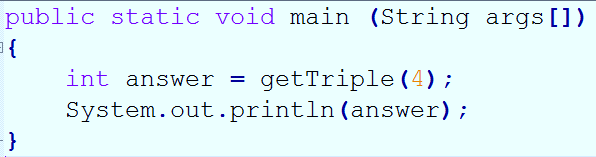 public static void main (String args[])
{
int answer = getTriple(4);
System.out.println(answer);
}